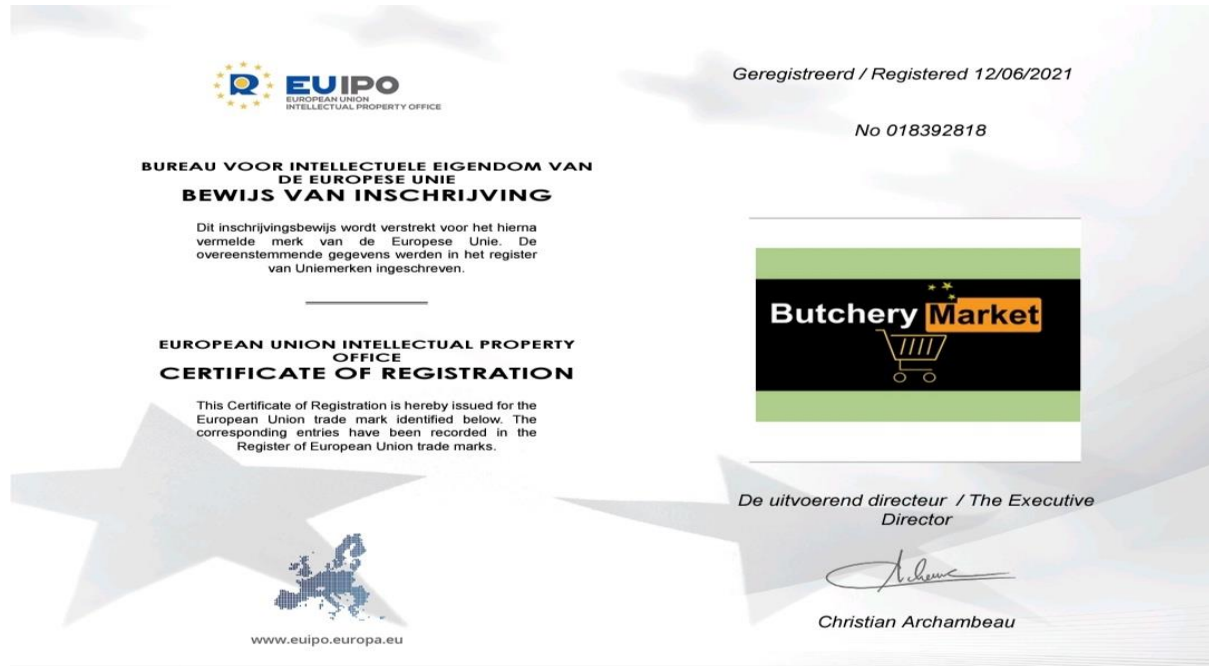 EUIPO
EUROPEAN UNION
INTELLECTUAL PROPERTY OFFICE
BUREAU VOOR INTELLECTUELE EIGENDOM VAN
DE EUROPESE UNIE
BEWIJS VAN INSCHRIJVING
Dit inschrijvingsbewijs wordt verstrekt voor het hierna
vermelde merk van de Europese Unie. De
overeenstemmende gegevens werden in het register
van Uniemerken ingeschreven.
EUROPEAN UNION INTELLECTUAL PROPERTY
OFFICE
CERTIFICATE OF REGISTRATION
This Certificate of Registration is hereby issued for the
European Union trade mark identified below. The
corresponding entries have been recorded in the
Register of European Union trade marks.
www.euipo.europa.eu
Geregistreerd / Registered 12/06/2021
No 018392818
Butchery Market
De uitvoerend directeur / The Executive
Director
Christian Archambeau